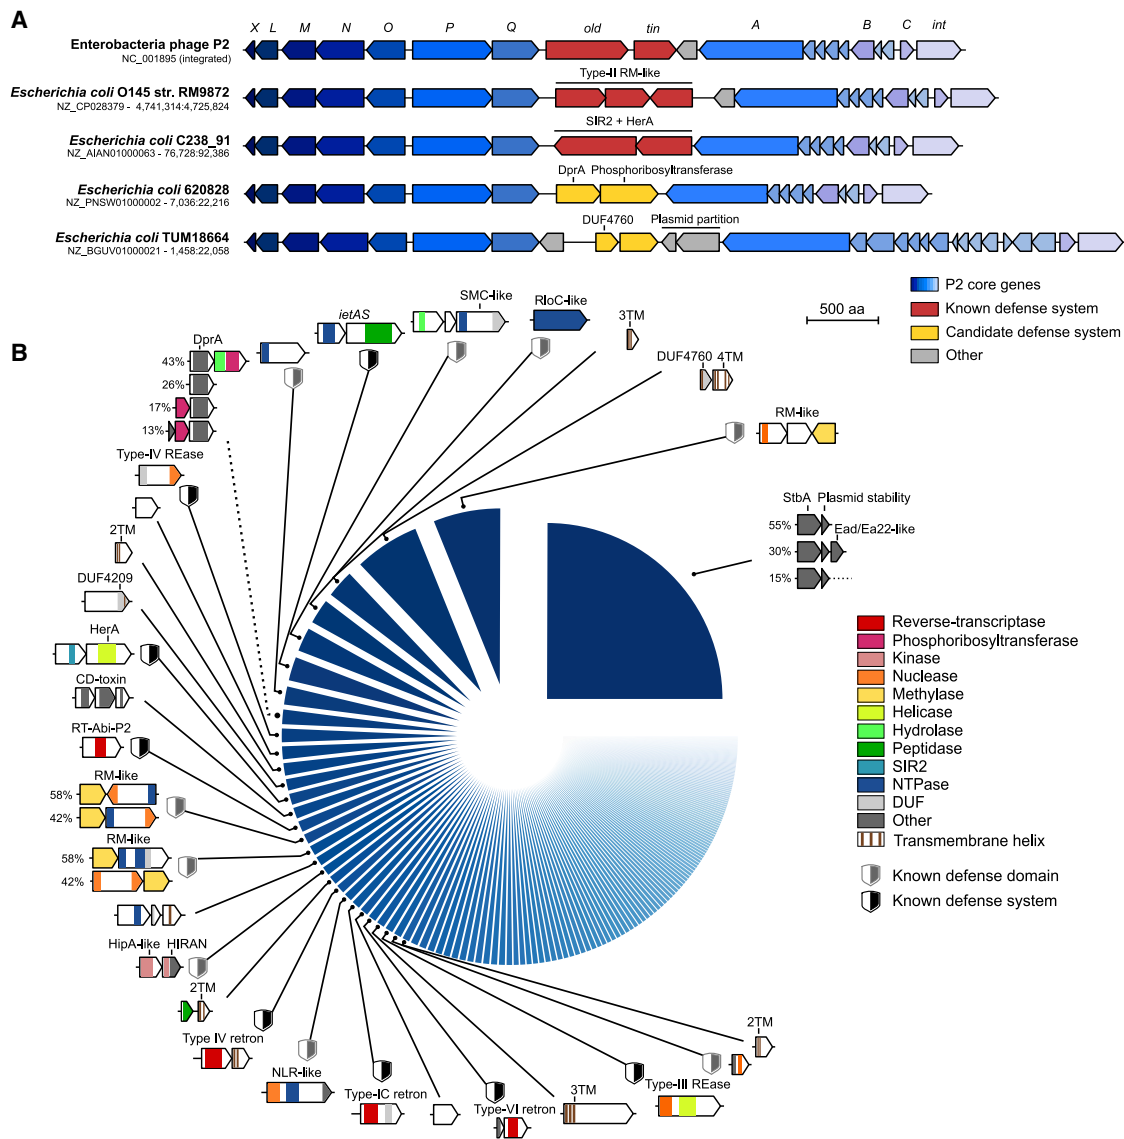 A
X L M N O P Q old tin A B C int
Enterobacteria phage P2
NC_001895 (integrated)
Type-II RM-like
Escherichia coli O145 str. RM9872
NZ_CP028379 - 4,741,314:4,725,824
SIR2 + HerA
Escherichia coli C238_91
NZ_AIAN01000063 - 76,728:92,386
DprA Phosphoribosyltransferase
Escherichia coli 620828
NZ_PNSW01000002 - 7,036:22,216
DUF4760 Plasmid partition
Escherichia coli TUM18664
NZ_BGUV01000021 - 1,458:22,058
P2 core genes
Known defense system
Candidate defense system
Other
500 aa
B
DprA
43%
26%
17%
13%
ietAS
SMC-like
RloC-like
3TM
DUF4760 4TM
RM-like
StbA Plasmid stability
55%
Ead/Ea22-like
30%
15%
Type-IV REase
2TM
DUF4209
HerA
CD-toxin
RT-Abi-P2
RM-like
58%
42%
RM-like
58%
42%
HipA-like HIRAN
2TM
Type IV retron
NLR-like
Type-IC retron
Type-VI retron
3TM
Type-III REase
2TM
Reverse-transcriptase
Phosphoribosyltransferase
Kinase
Nuclease
Methylase
Helicase
Hydrolase
Peptidase
SIR2
NTPase
DUF
Other
Transmembrane helix
Known defense domain
Known defense system